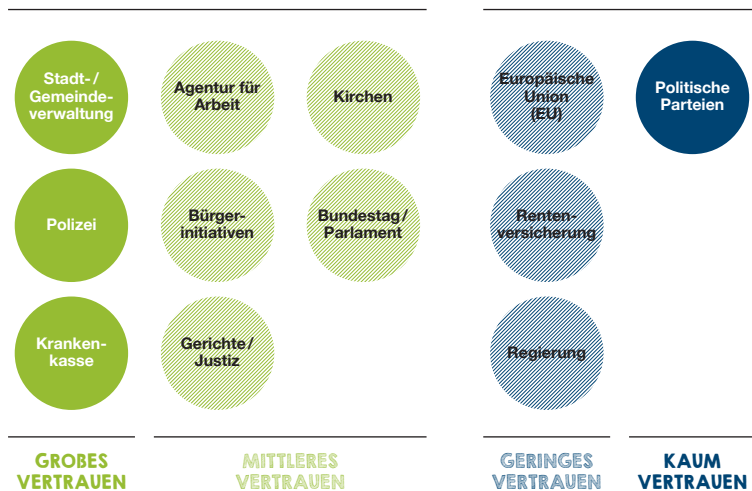 Stadt-/
Gemeinde-
verwaltung
Agentur für
Arbeit
Kirchen
Europäische
Union
(EU)
Politische
Parteien
Polizei
Bürger-
initiativen
Bundestag/
Parlament
Renten-
versicherung
Kranken-
kasse
Gerichte/
Justiz
Regierung
GROBES
VERTRAUEN
MITTLERES
VERTRAUEN
GERINGES
VERTRAUEN
KAUM
VERTRAUEN